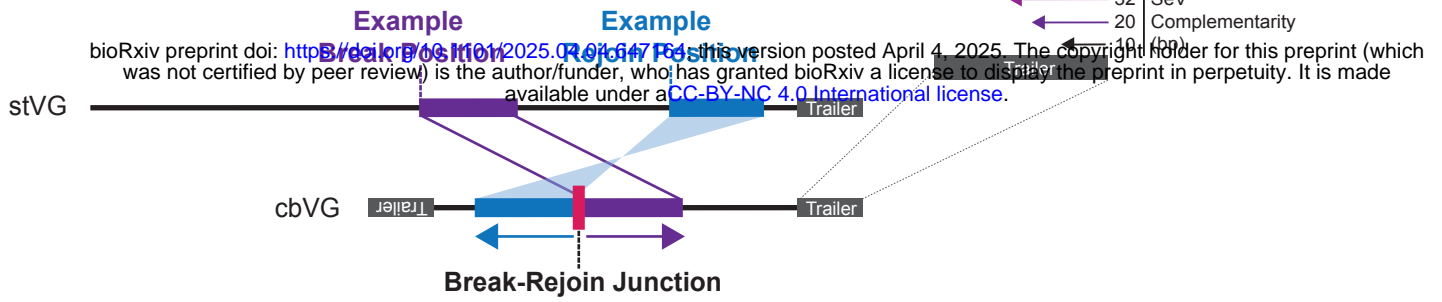 32 SeV
Example Example
20 Complementarity
10 (bp)
Break Position Rejoin Position
bioRxiv preprint doi: https://doi.org/10.1101/2025.04.04.647164; this version posted April 4, 2025. The copyright holder for this preprint (which
was not certified by peer review) is the author/funder, who has granted bioRxiv a license to display the preprint in perpetuity. It is made
available under aCC-BY-NC 4.0 International license.
Trailer
stVG
Trailer
cbVG
Trailer
Trailer
Break-Rejoin Junction